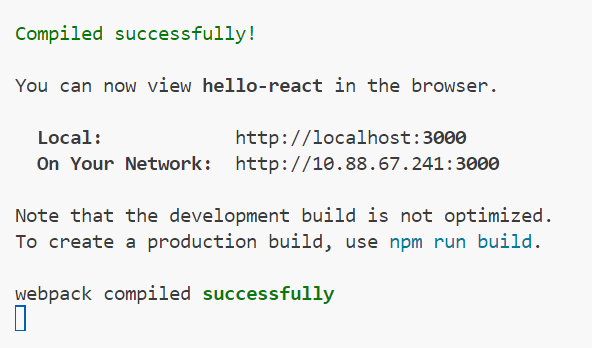 Compiled successfully!
You can now view hello-react in the browser.
Local: http://localhost:3000
On Your Network: http://10.88.67.241:3000
Note that the development build is not optimized.
To create a production build, use npm run build.
webpack compiled successfully